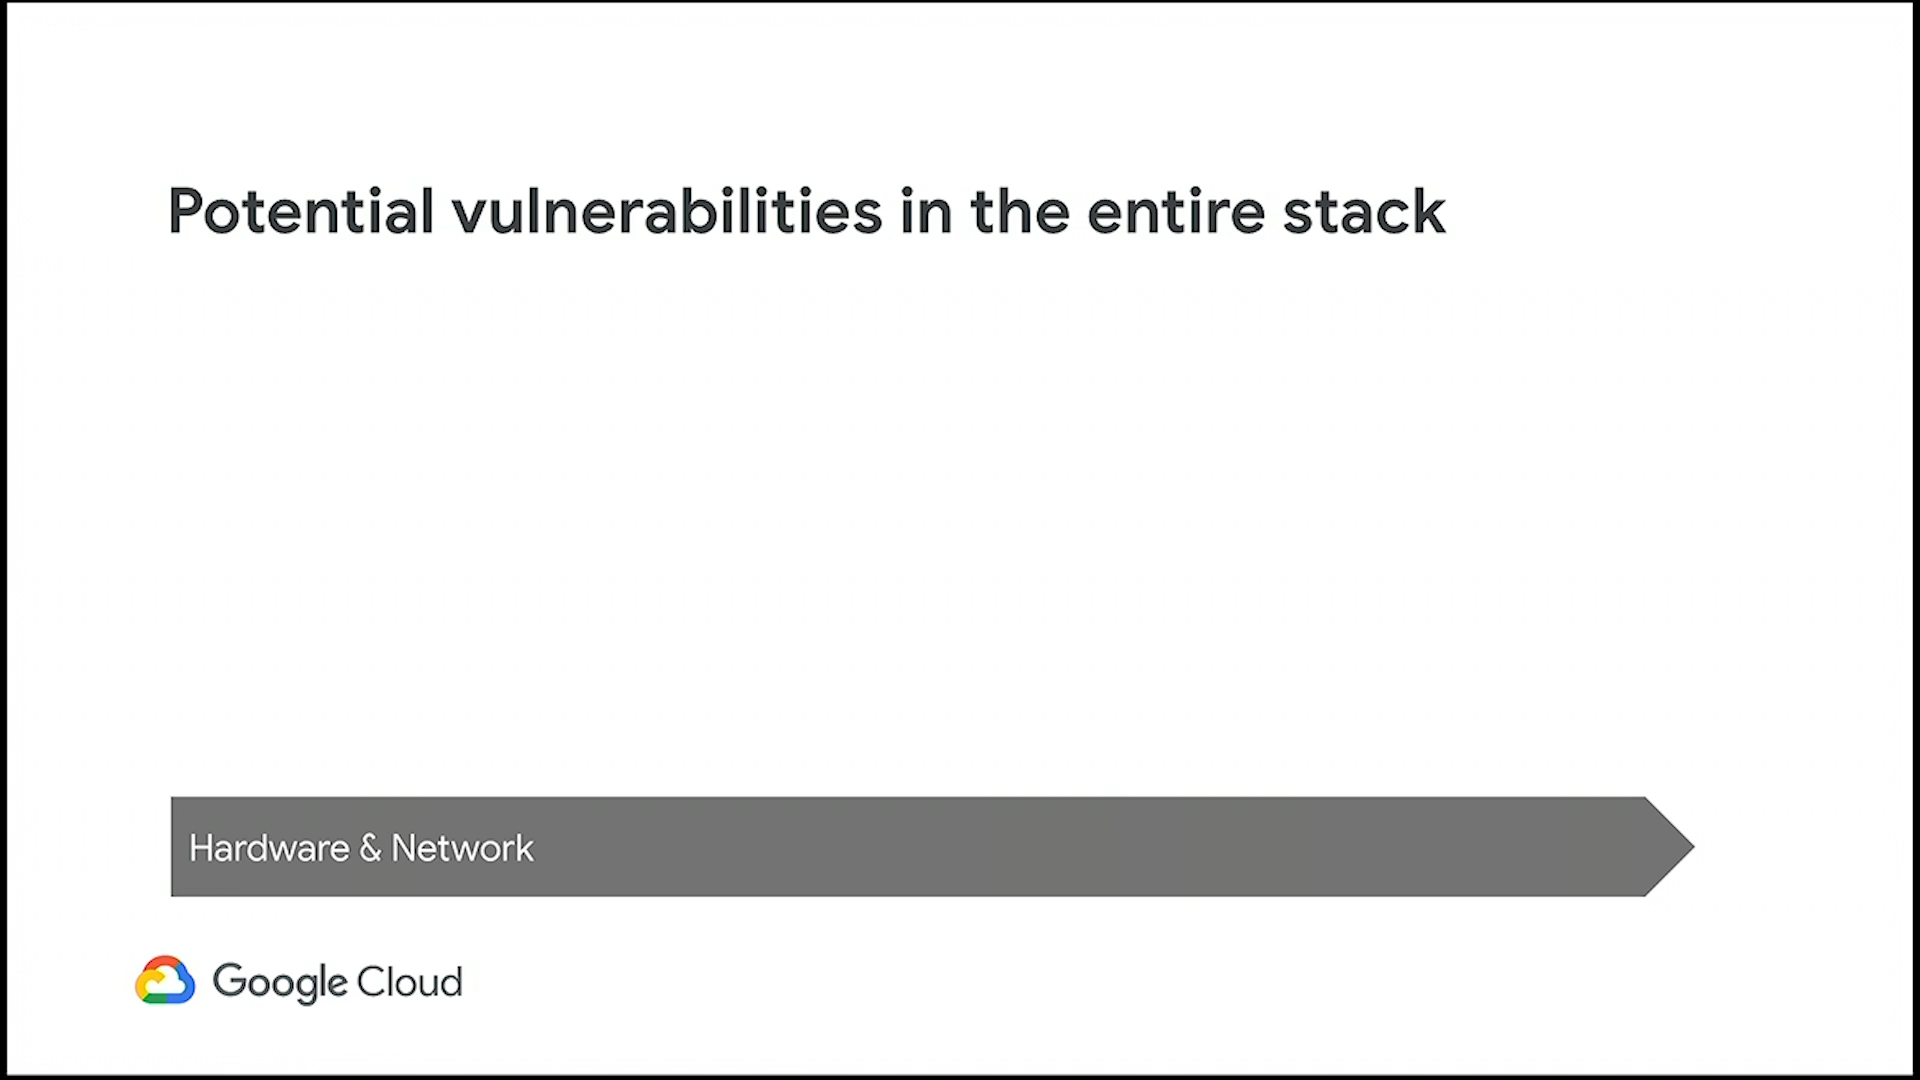 Potential vulnerabilities in the entire stack
Hardware & Network
Google Cloud